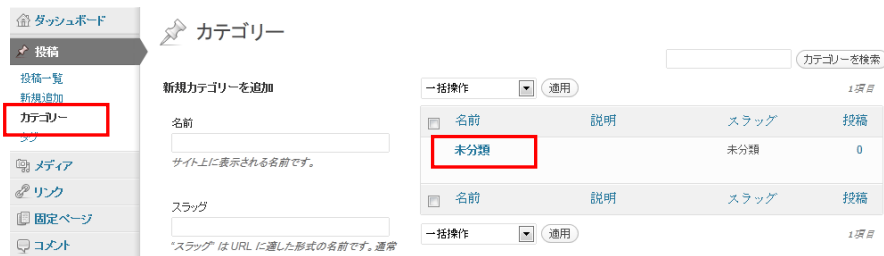 ダッシュボード
投稿
投稿一覧
新規追加
カテゴリー
タグ
メディア
リンク
固定ページ
コメント
カテゴリー
カテゴリーを検索
新規カテゴリーを追加
名前
サイト上に表示される名前です。
スラッグ
"スラッグ" は URL に適した形式の名前です。通常
一括操作 適用 1項目
名前 説明 スラッグ 投稿
未分類 未分類 0
名前 説明 スラッグ 投稿
一括操作 適用 1項目